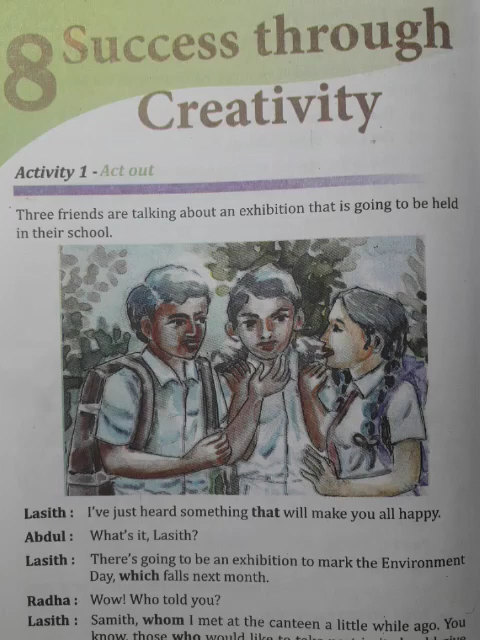 8 Success through
Creativity
Activity 1 - Act out
Three friends are talking about an exhibition that is going to be held
in their school.
Lasith : I've just heard something that will make you all happy.
Abdul : What's it, Lasith?
Lasith : There's going to be an exhibition to mark the Environment
Day, which falls next month.
Radha : Wow! Who told you?
Lasith : Samith, whom I met at the canteen a little while ago. You
know, those who would like to take